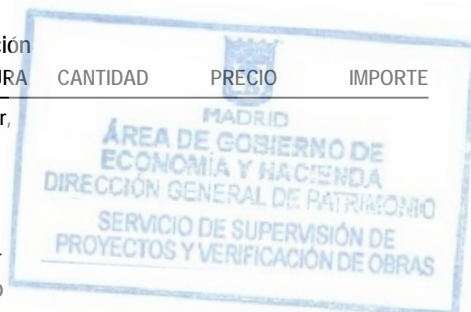 ción
URA CANTIDAD PRECIO IMPORTE
r,
MADRID
ÁREA DE GOBIERNO DE
ECONOMÍA Y HACIENDA
DIRECCIÓN GENERAL DE PATRIMONIO
SERVICIO DE SUPERVISIÓN DE
PROYECTOS Y VERIFICACIÓN DE OBRAS